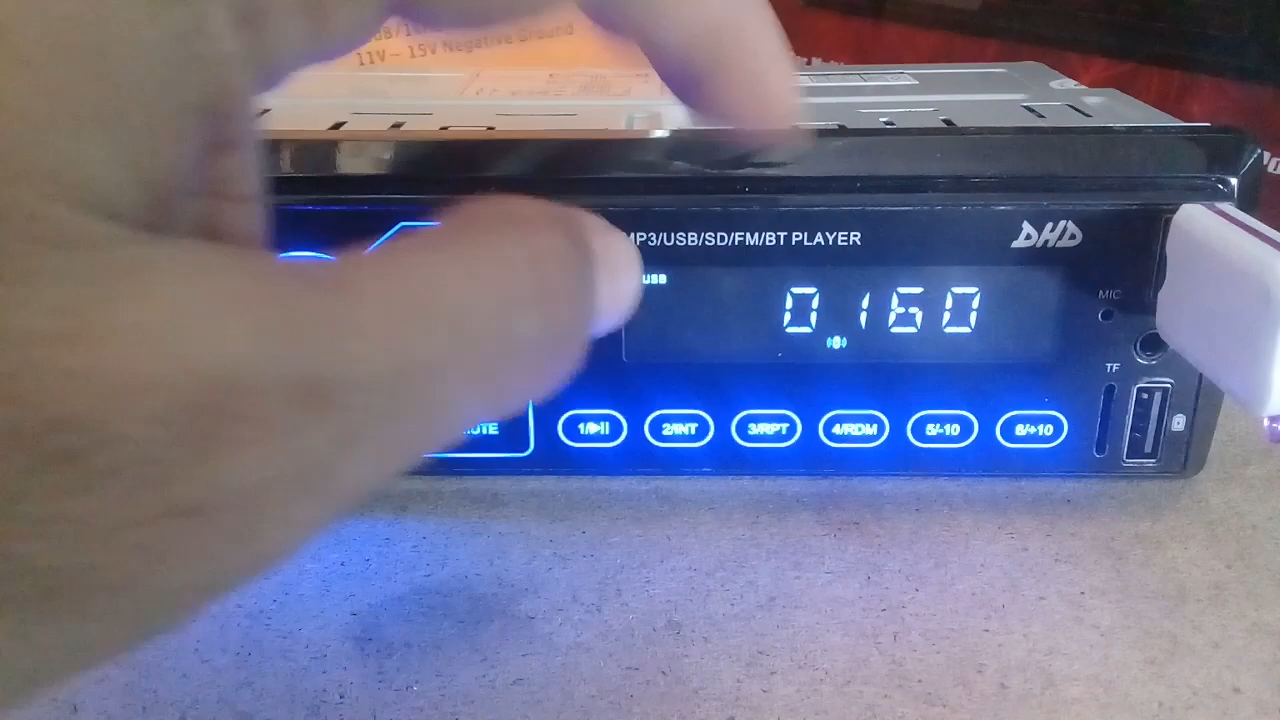 11V – 15V Negative Ground
MP3/USB/SD/FM/BT PLAYER
DHD
USB
0160
MIC
TF
1/▶II
2/INT
3/RPT
4/RDM
5/-10
6/+10